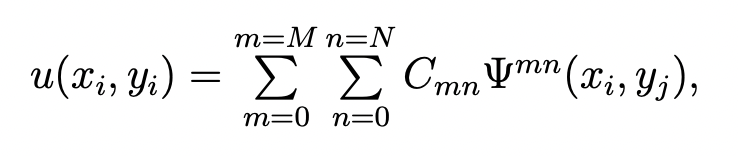 u(x_i, y_i) = \sum_{m=0}^{m=M} \sum_{n=0}^{n=N} C_{mn} \Psi^{mn}(x_i, y_j),